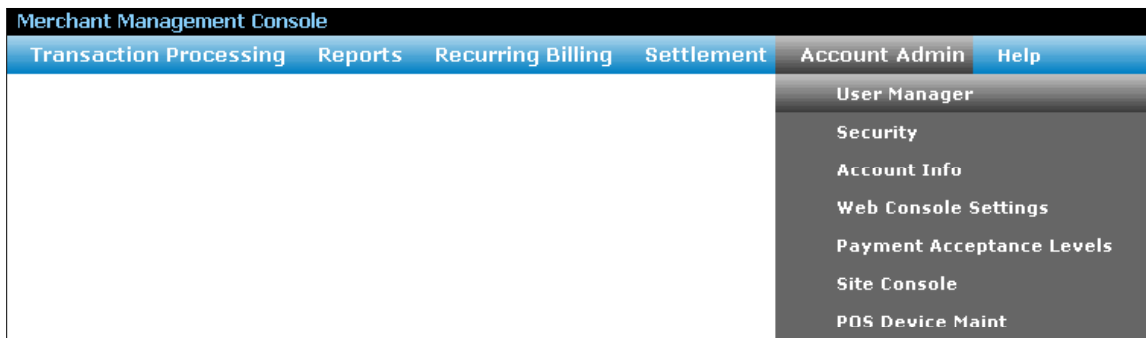 Merchant Management Console
Transaction Processing Reports Recurring Billing Settlement Account Admin Help
User Manager
Security
Account Info
Web Console Settings
Payment Acceptance Levels
Site Console
POS Device Maint